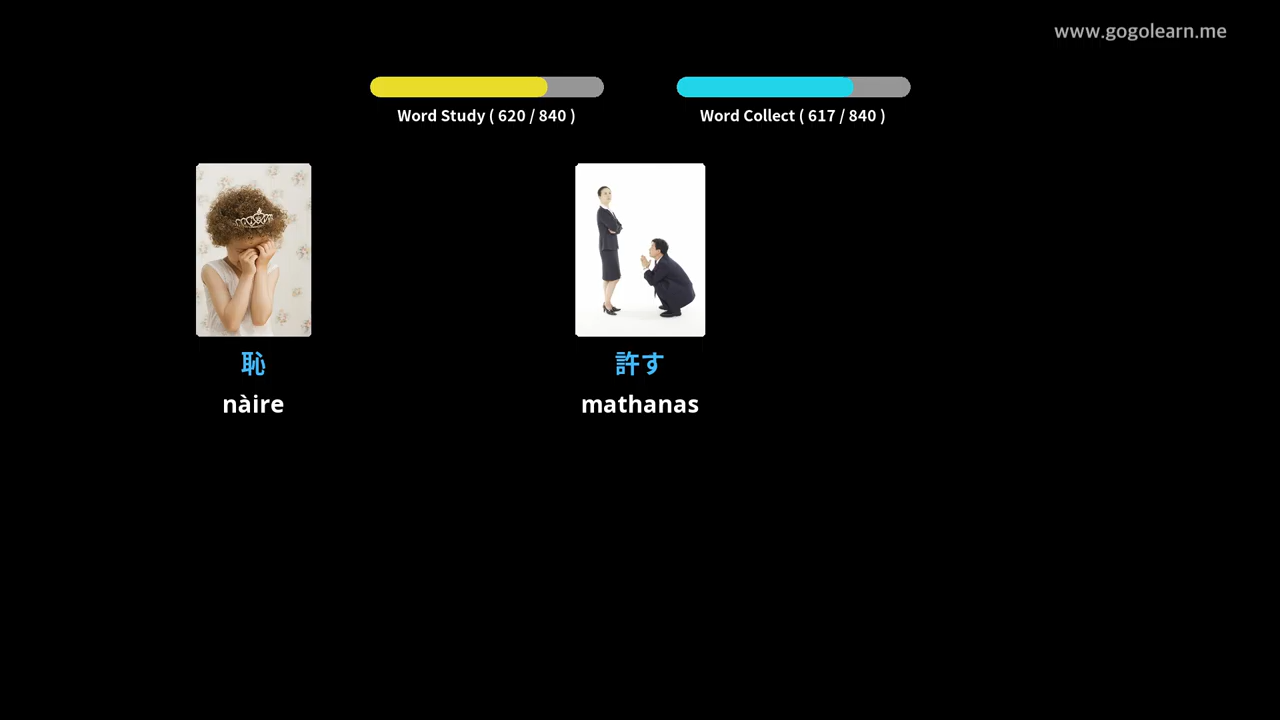 www.gogolearn.me
Word Study ( 620 / 840 )
Word Collect ( 617 / 840 )
恥
nàire
許す
mathanas